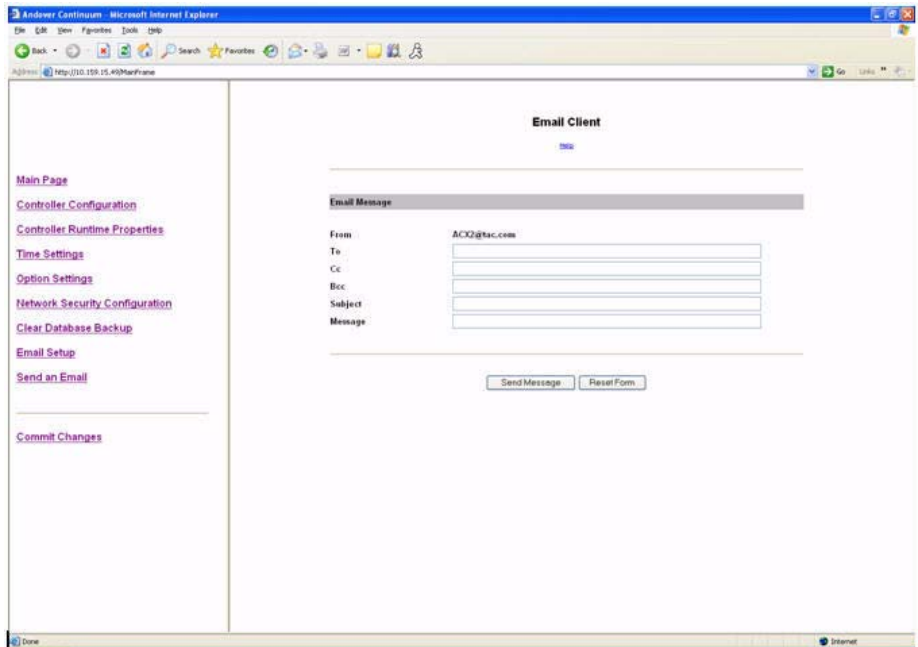 Andover Continuum - Microsoft Internet Explorer
File Edit View Favorites Tools Help
Back Search Favorites
Address http://10.159.15.49/MainFrame Go Links »
Email Client
Help
Main Page
Controller Configuration
Controller Runtime Properties
Time Settings
Option Settings
Network Security Configuration
Clear Database Backup
Email Setup
Send an Email
Commit Changes
Email Message
From ACX2@tac.com
To
Cc
Bcc
Subject
Message
Send Message Reset Form
Done Internet